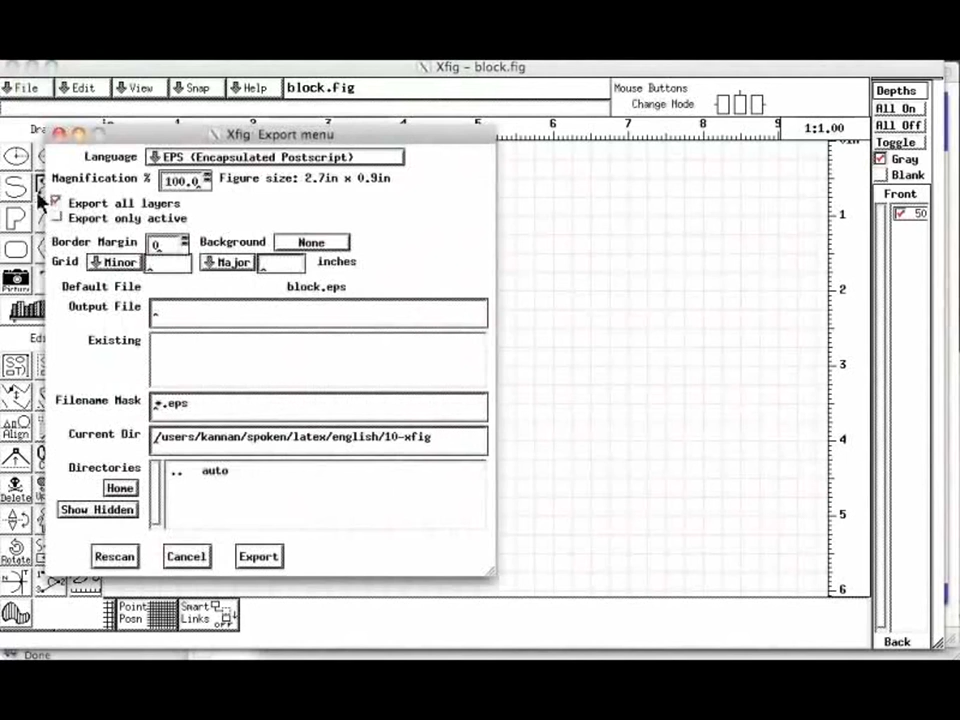 Xfig - block.fig
File Edit View Snap Help block.fig
Mouse Buttons
Change Mode
Depths
All On
All Off
Toggle
Gray
Blank
Front
50
Back
1:1.00
9
8
7
6
5
1
2
3
4
5
6
Xfig: Export menu
Language EPS (Encapsulated Postscript)
Magnification % 100.0 Figure size: 2.7in x 0.9in
Export all layers
Export only active
Border Margin 0 Background None
Grid Minor Major inches
Default File block.eps
Output File
Existing
Filename Mask *.eps
Current Dir /users/kannan/spoken/latex/english/10-xfig
Directories .. auto
Home
Show Hidden
Rescan Cancel Export
Picture
Align
Delete
Rotate
Point
Posn
Smart
Links
OFF
Done